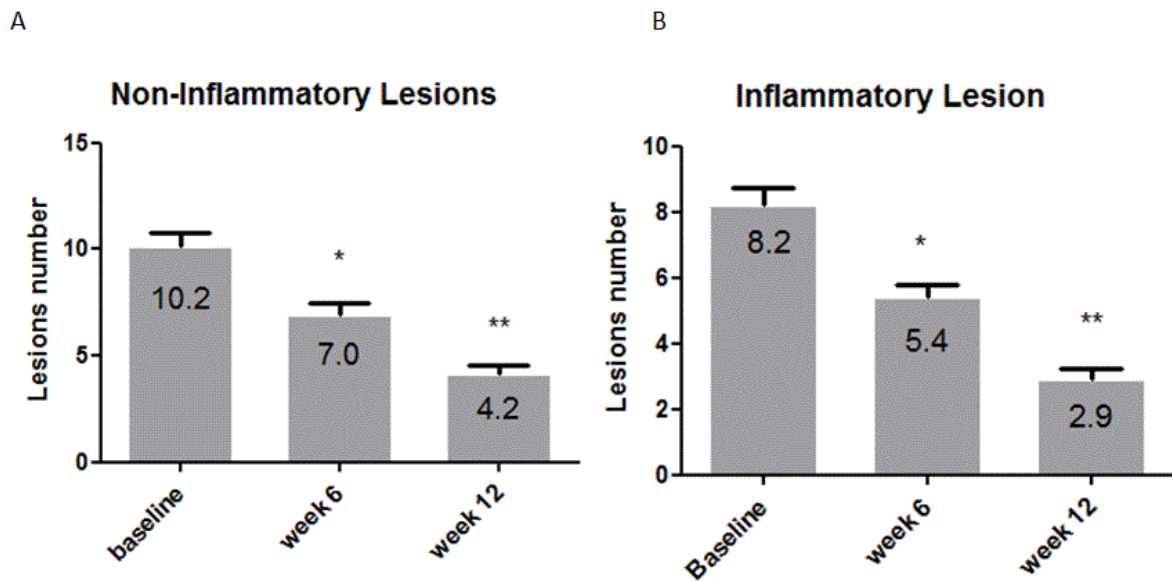 A
B
Non-Inflammatory Lesions
15
10
5
0
Lesions number
10.2
*
7.0
**
4.2
baseline
week 6
week 12
Inflammatory Lesion
10
8
6
4
2
0
Lesions number
8.2
*
5.4
**
2.9
Baseline
week 6
week 12